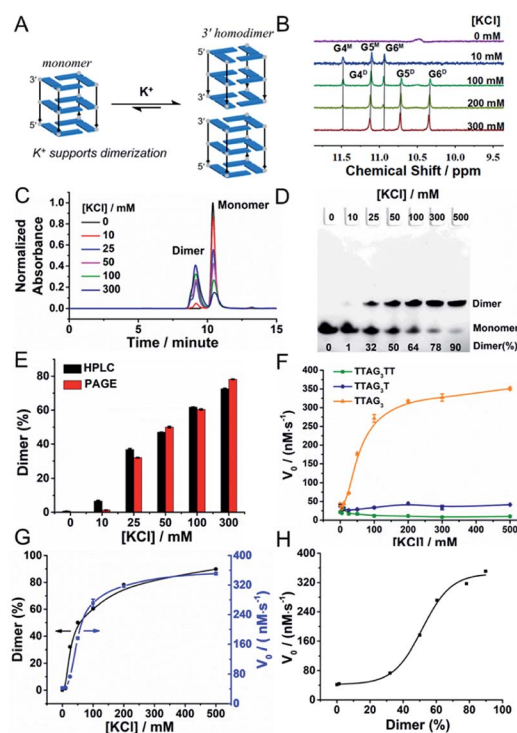 A
monomer
3'
5'
K⁺
K⁺ supports dimerization
3' homodimer
5'
3'
3'
5'
B
[KCl]
G4ᴹ G5ᴹ G6ᴹ
0 mM
10 mM
G4ᴰ G5ᴰ G6ᴰ
100 mM
200 mM
300 mM
11.5 11.0 10.5 10.0 9.5
Chemical Shift / ppm
C
[KCl] / mM
0
10
25
50
100
300
Monomer
Dimer
Normalized
Absorbance
1.0
0.8
0.6
0.4
0.2
0.0
0 5 10 15
Time / minute
D
[KCl] / mM
0 10 25 50 100 300 500
Dimer
Monomer
0 1 32 50 64 78 90 Dimer(%)
E
HPLC
PAGE
Dimer (%)
80
60
40
20
0
0 10 25 50 100 300
[KCl] / mM
F
TTAG₃TT
TTAG₃T
TTAG₃
V₀ / (nM·s⁻¹)
400
350
300
250
200
150
100
50
0
0 100 200 300 400 500
[KCl] / mM
G
Dimer (%)
100
80
60
40
20
0
V₀ / ( nM·s⁻¹)
400
320
240
160
80
0
0 100 200 300 400 500
[KCl] / mM
H
V₀ / (nM·s⁻¹)
400
320
240
160
80
0
0 20 40 60 80 100
Dimer (%)